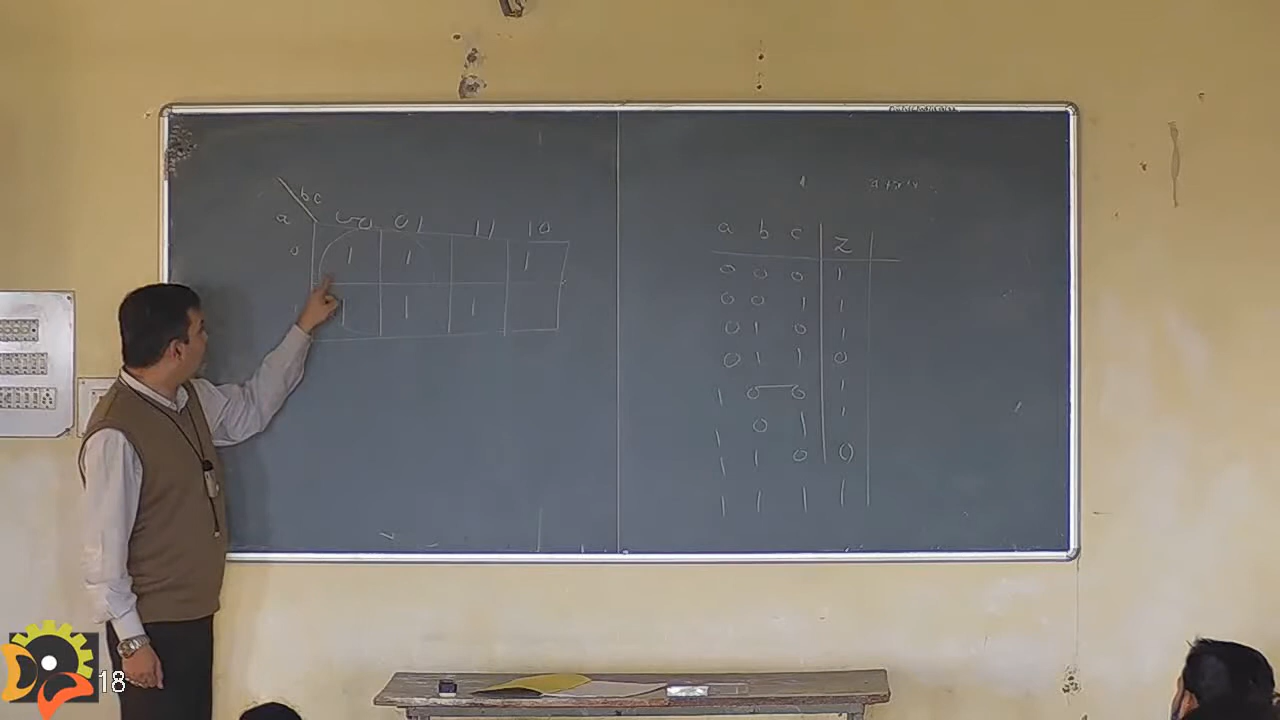 bc
a 00 01 11 10
0 1 1 1
1 1 1
a b c Z
0 0 0 1
0 0 1 1
0 1 0 1
0 1 1 0
1 0 0 1
1 0 1 1
1 1 0 0
1 1 1 1
18